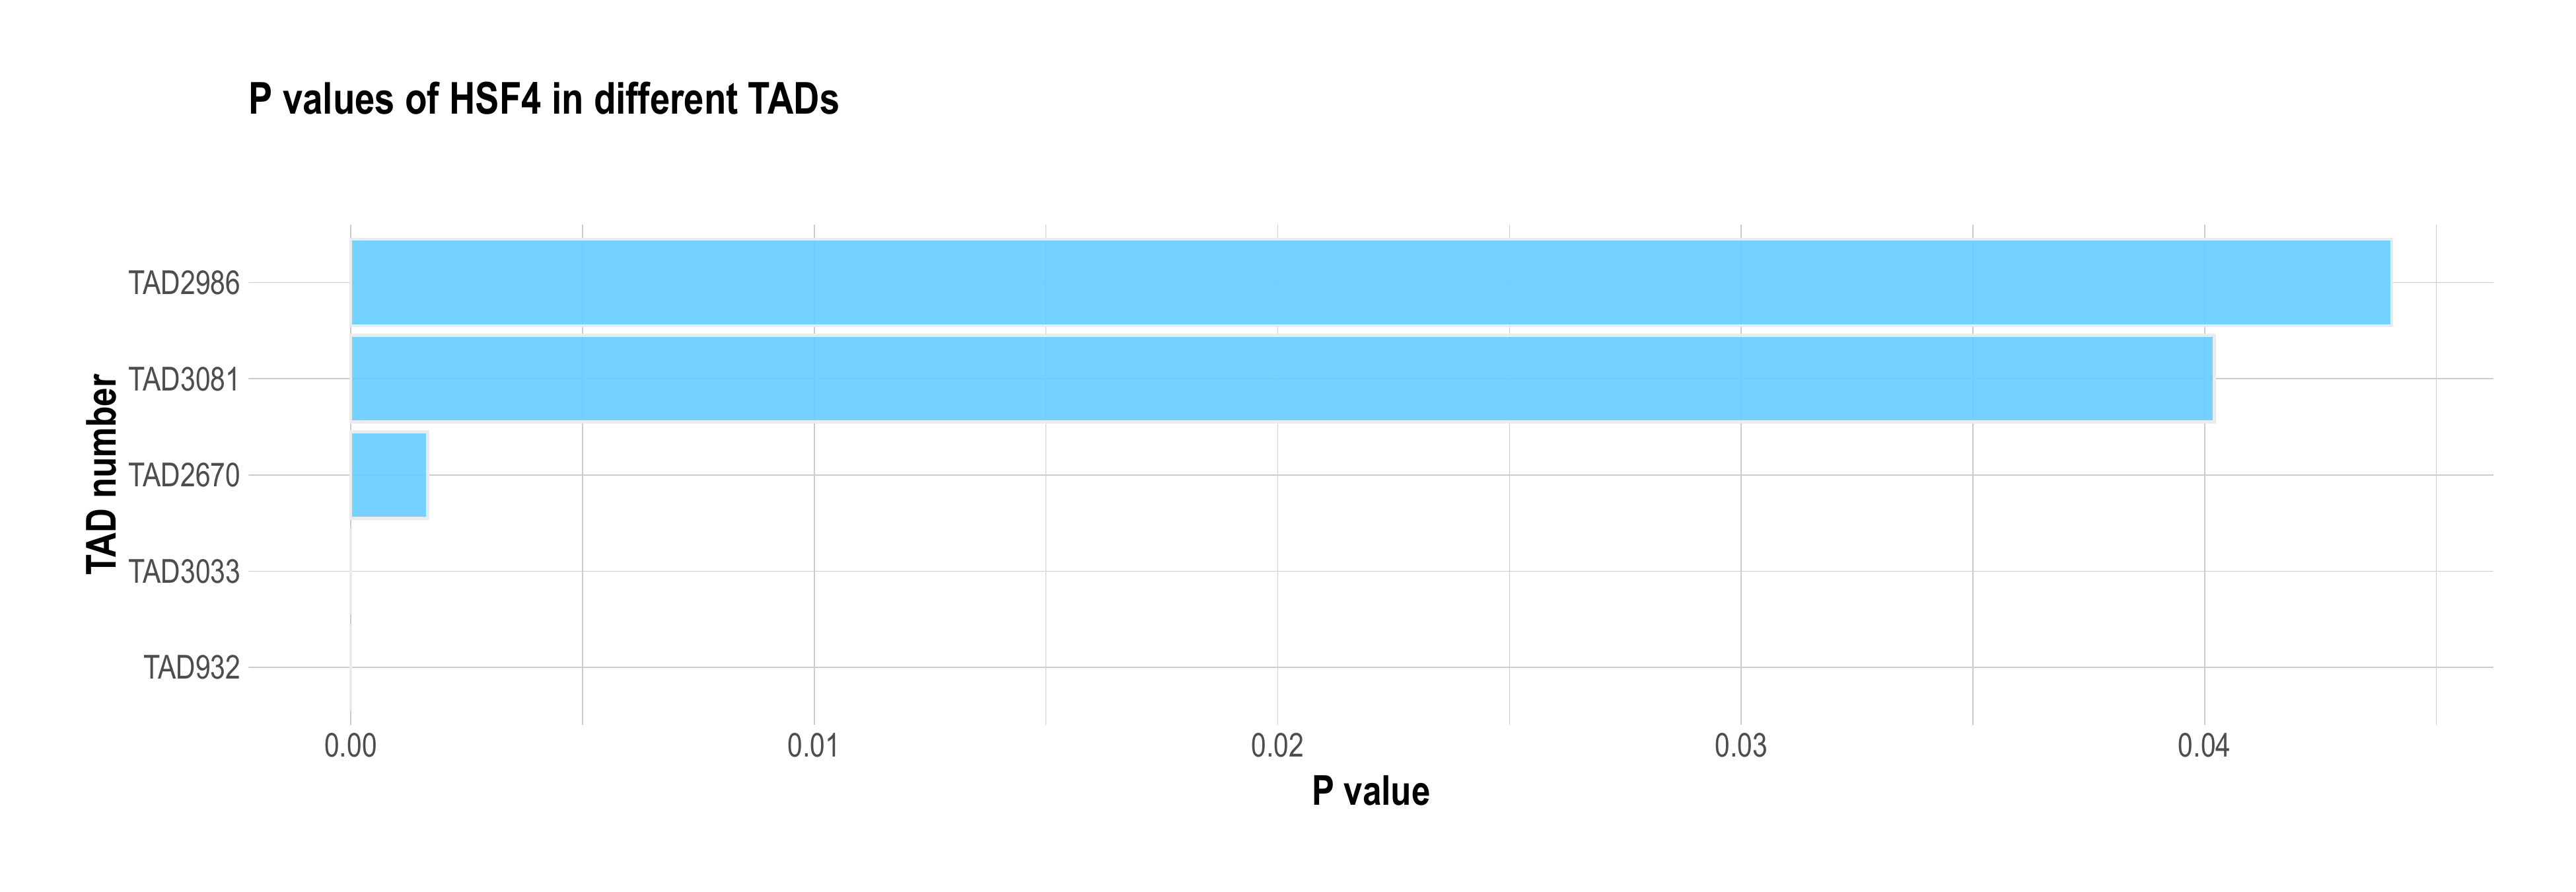 P values of HSF4 in different TADs
TAD number
TAD2986
TAD3081
TAD2670
TAD3033
TAD932
0.00 0.01 0.02 0.03 0.04
P value